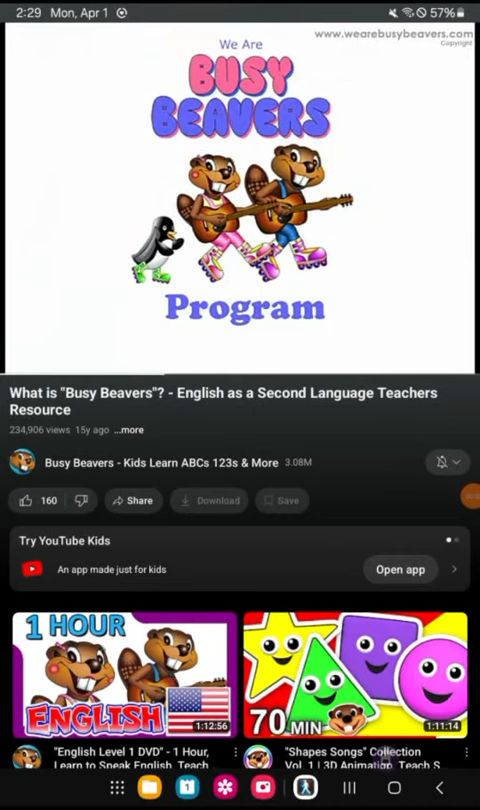 2:29 Mon, Apr 1
57%
www.wearebusybeavers.com
Copyright
We Are
BUSY
BEAVERS
Program
What is "Busy Beavers"? - English as a Second Language Teachers
Resource
234,906 views 15y ago ...more
Busy Beavers - Kids Learn ABCs 123s & More 3.08M
160
Share
Download
Save
Try YouTube Kids
An app made just for kids
Open app
1 HOUR
ENGLISH
1:12:56
70 MIN
1:11:14
"English Level 1 DVD" - 1 Hour,
Learn to Speak English, Teach
"Shapes Songs" Collection
Vol. 1 | 3D Animation, Teach S
1